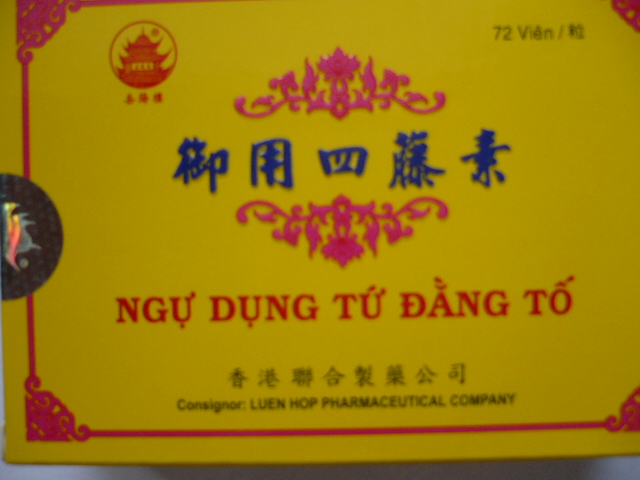 72 Viên / 粒
御用四藤素
NGỰ DỤNG TỨ ĐẰNG TỐ
香港聯合製藥公司
Consignor: LUEN HOP PHARMACEUTICAL COMPANY